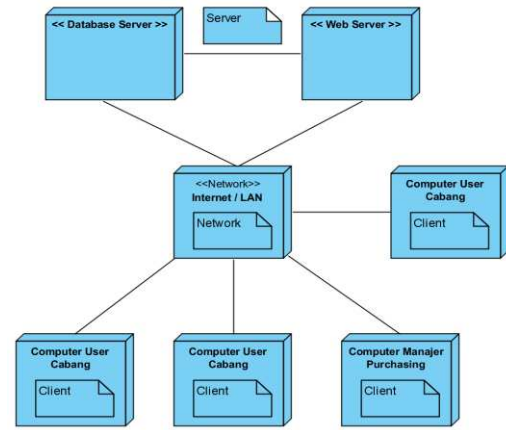 << Database Server >>
Server
<< Web Server >>
<<Network>>
Internet / LAN
Network
Computer User
Cabang
Client
Computer User
Cabang
Client
Computer User
Cabang
Client
Computer Manajer
Purchasing
Client